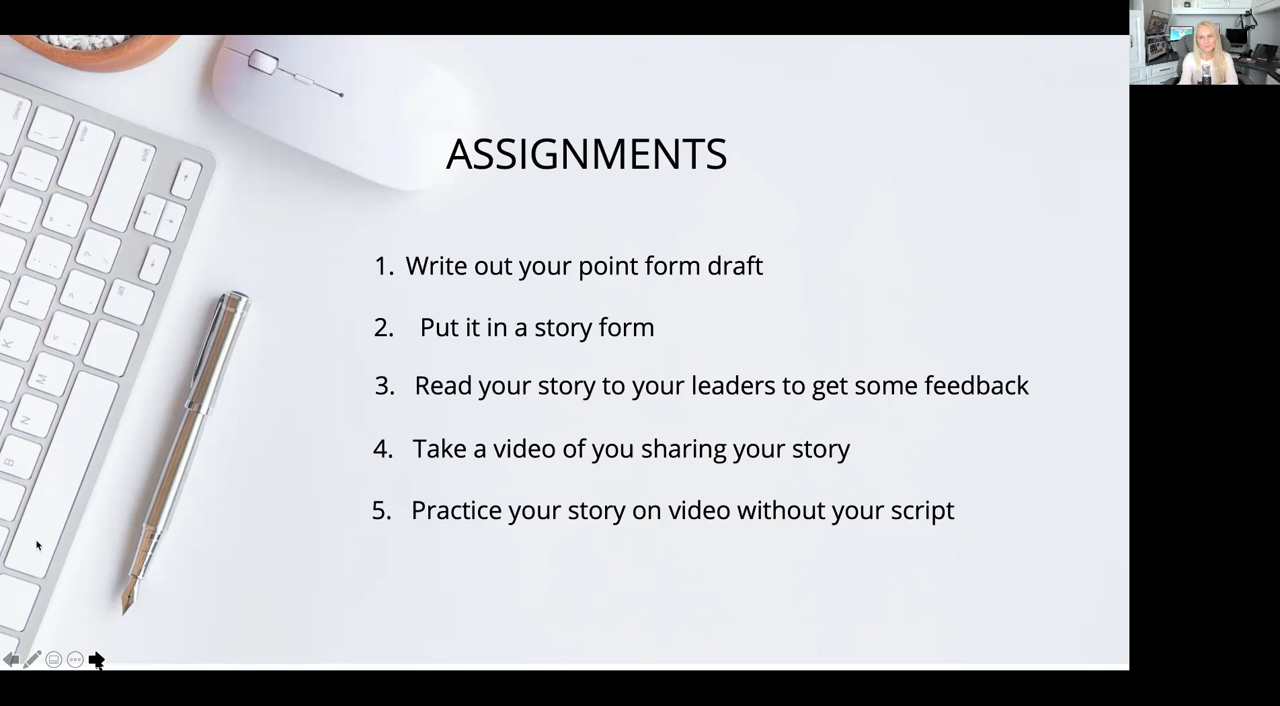 ASSIGNMENTS
1. Write out your point form draft
2. Put it in a story form
3. Read your story to your leaders to get some feedback
4. Take a video of you sharing your story
5. Practice your story on video without your script